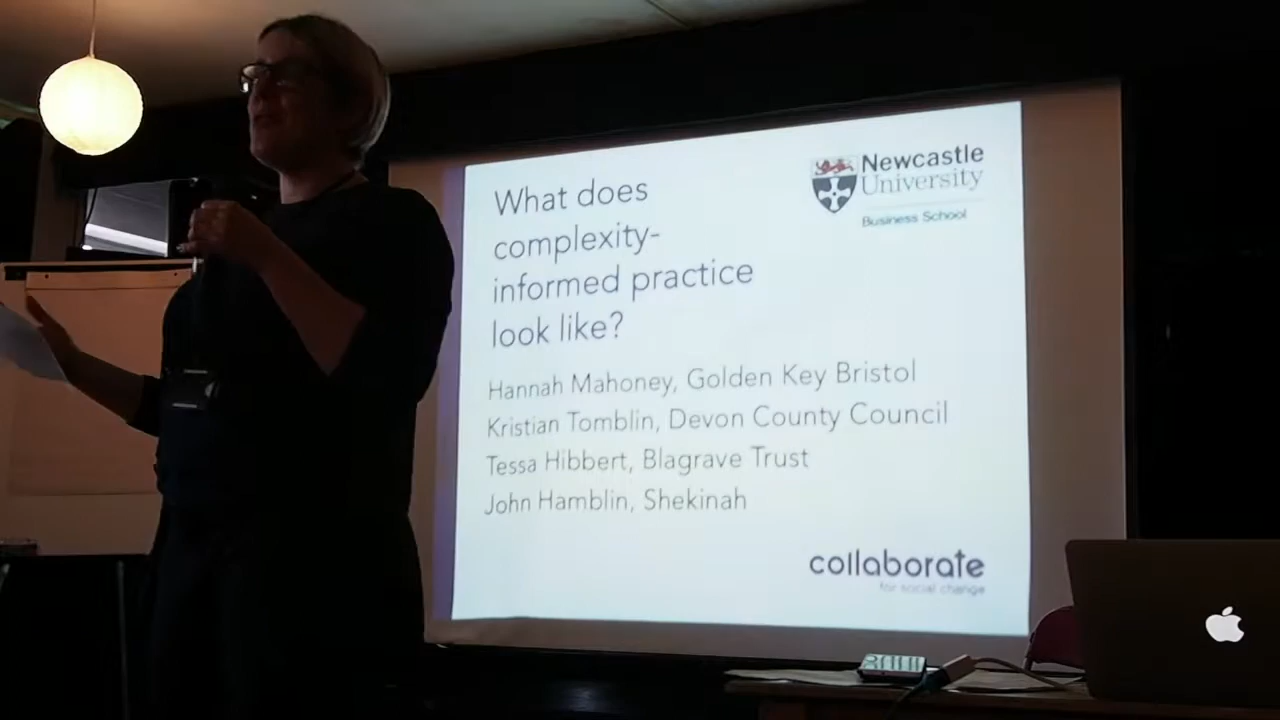 What does
complexity-
informed practice
look like?
Newcastle
University
Business School
Hannah Mahoney, Golden Key Bristol
Kristian Tomblin, Devon County Council
Tessa Hibbert, Blagrave Trust
John Hamblin, Shekinah
collaborate
for social change